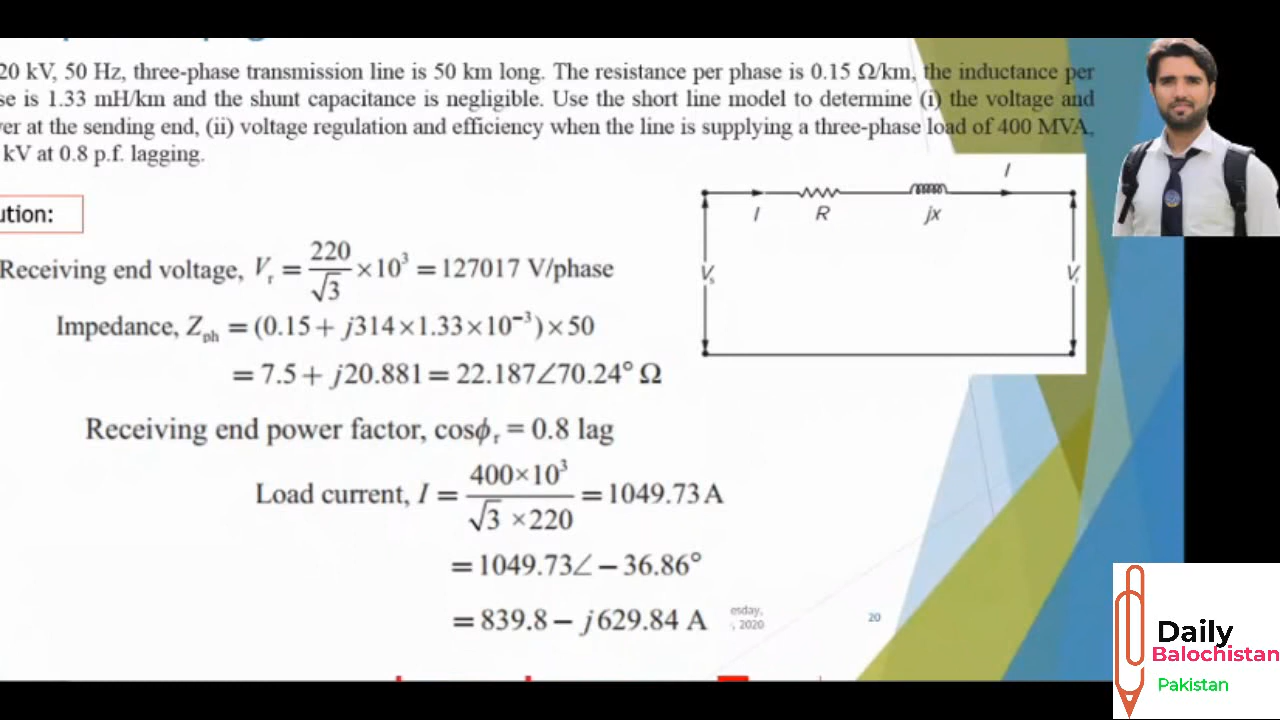 20 kV, 50 Hz, three-phase transmission line is 50 km long. The resistance per phase is 0.15 Ω/km, the inductance per
se is 1.33 mH/km and the shunt capacitance is negligible. Use the short line model to determine (i) the voltage and
er at the sending end, (ii) voltage regulation and efficiency when the line is supplying a three-phase load of 400 MVA,
kV at 0.8 p.f. lagging.
I
I R jx
ution:
Receiving end voltage, Vᵣ = 220/√3 ×10³ = 127017 V/phase
Vₛ Vᵣ
Impedance, Zₚₕ = (0.15 + j314×1.33×10⁻³)×50
= 7.5 + j20.881 = 22.187∠70.24° Ω
Receiving end power factor, cosϕᵣ = 0.8 lag
Load current, I = 400×10³/√3 ×220 = 1049.73 A
= 1049.73∠ − 36.86°
= 839.8 − j629.84 A
esday,
, 2020
20
Daily
Balochistan
Pakistan